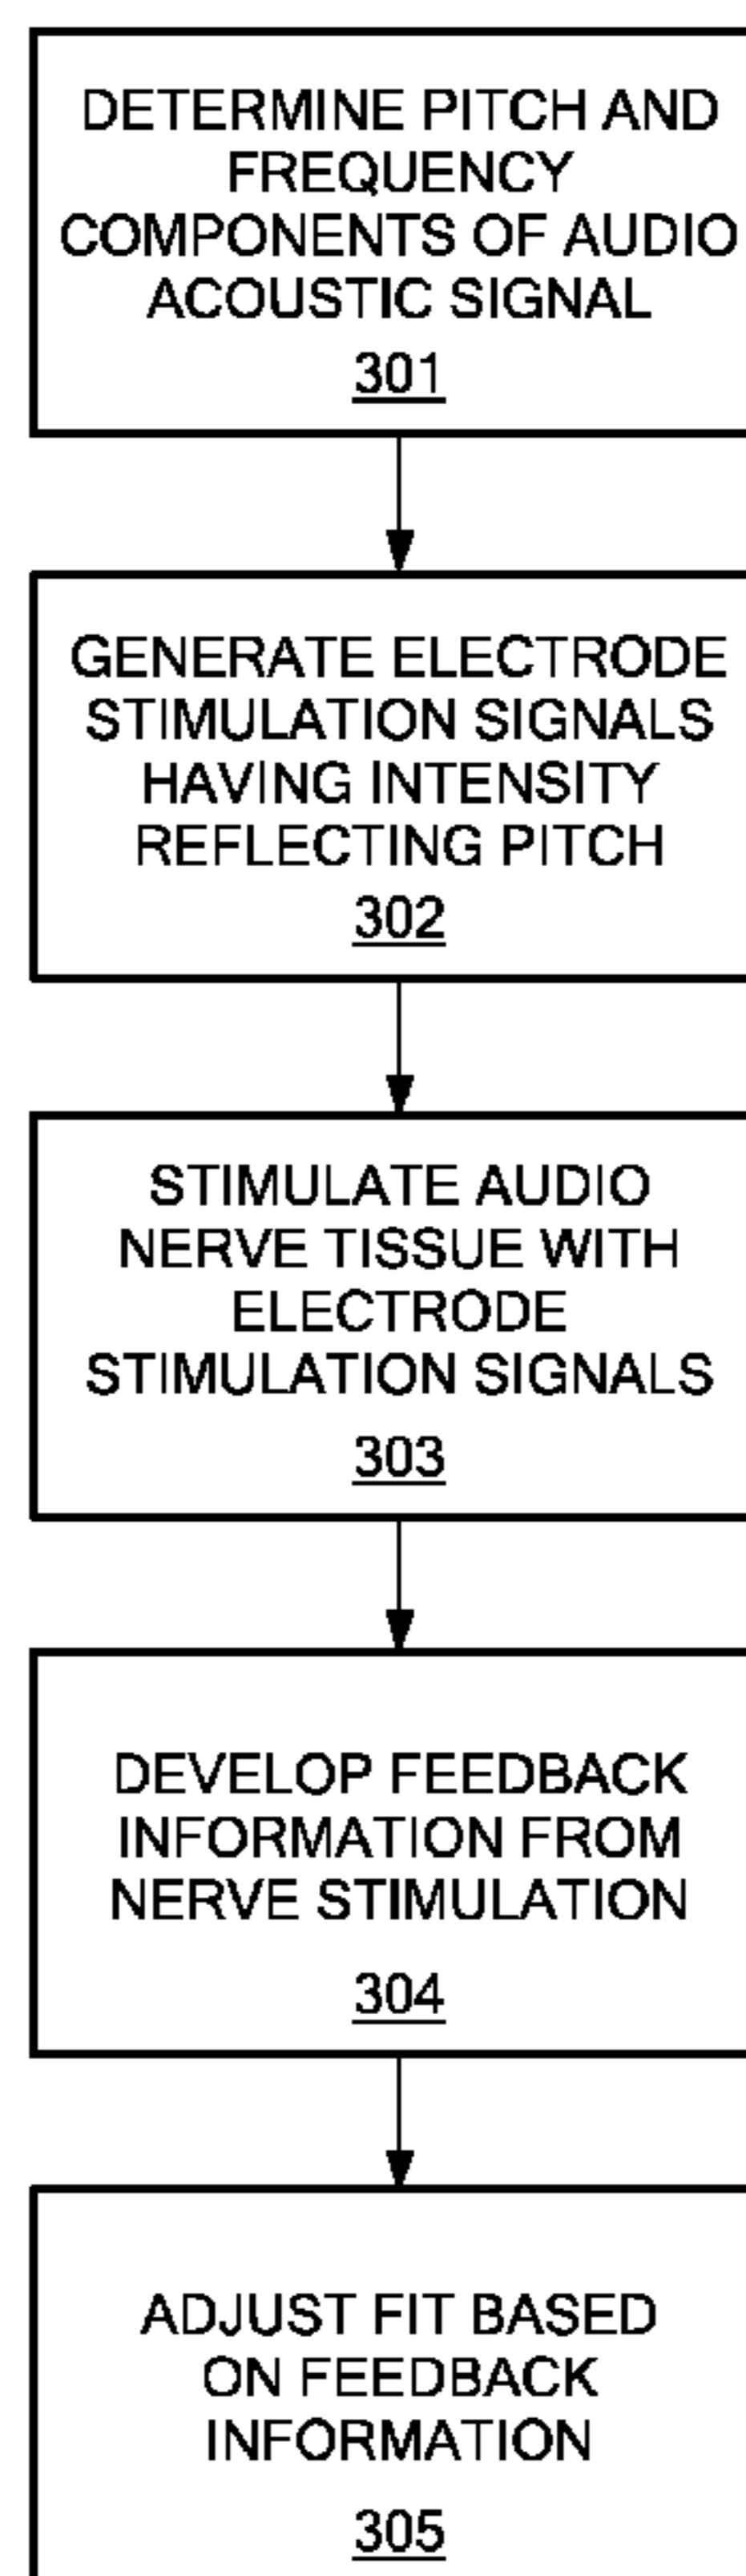 DETERMINE PITCH AND
FREQUENCY
COMPONENTS OF AUDIO
ACOUSTIC SIGNAL
301
GENERATE ELECTRODE
STIMULATION SIGNALS
HAVING INTENSITY
REFLECTING PITCH
302
STIMULATE AUDIO
NERVE TISSUE WITH
ELECTRODE
STIMULATION SIGNALS
303
DEVELOP FEEDBACK
INFORMATION FROM
NERVE STIMULATION
304
ADJUST FIT BASED
ON FEEDBACK
INFORMATION
305